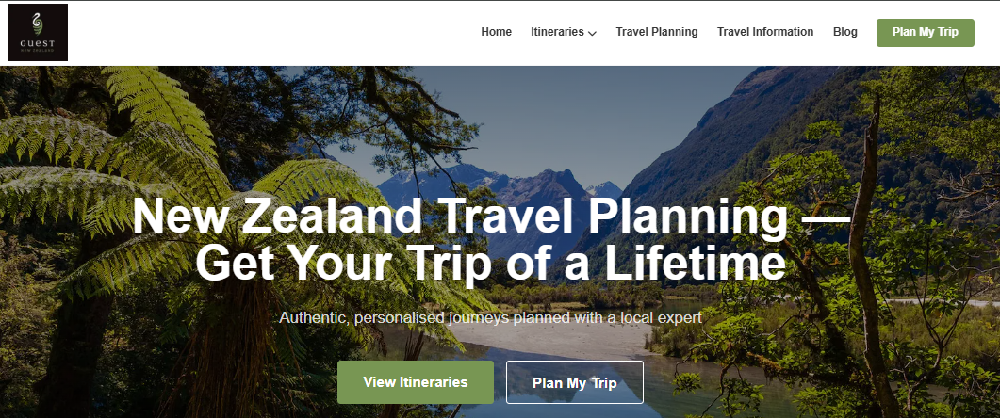 GUEST
NEW ZEALAND
Home Itineraries Travel Planning Travel Information Blog Plan My Trip
New Zealand Travel Planning —
Get Your Trip of a Lifetime
Authentic, personalised journeys planned with a local expert
View Itineraries Plan My Trip